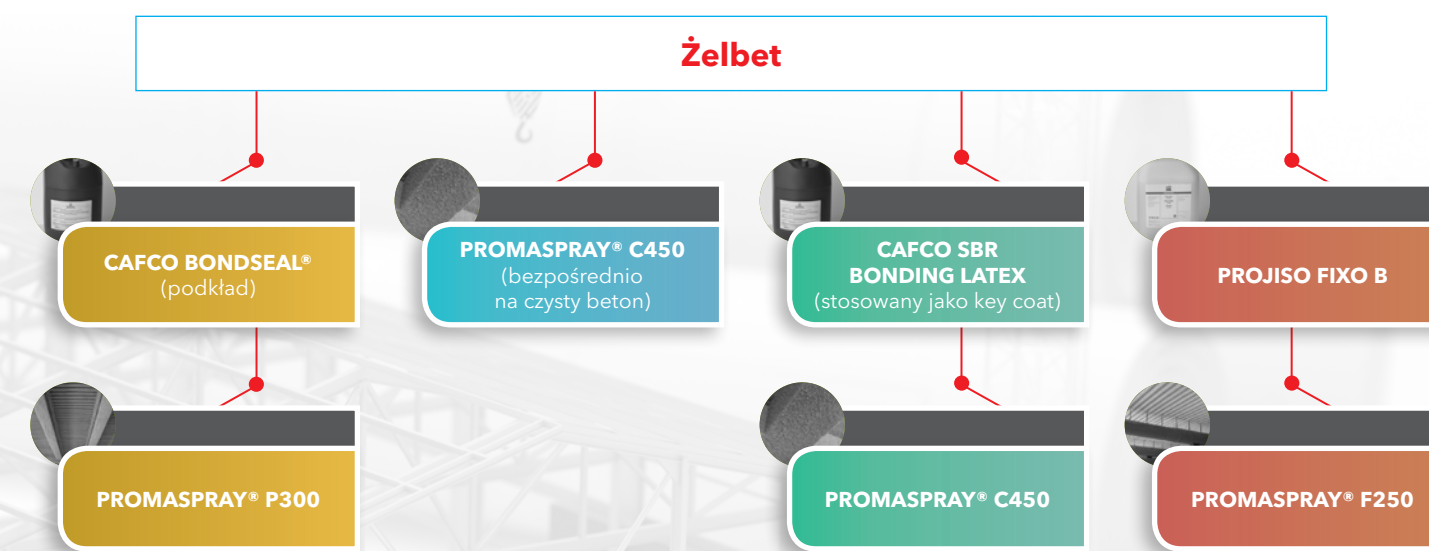 Żelbet
CAFCO BONDSEAL®
(podkład)
PROMASPRAY® C450
(bezpośrednio
na czysty beton)
CAFCO SBR
BONDING LATEX
(stosowany jako key coat)
PROJISO FIXO B
PROMASPRAY® P300
PROMASPRAY® C450
PROMASPRAY® F250